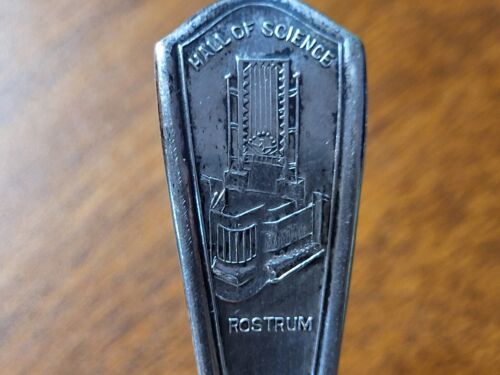 HALL OF SCIENCE
ROSTRUM